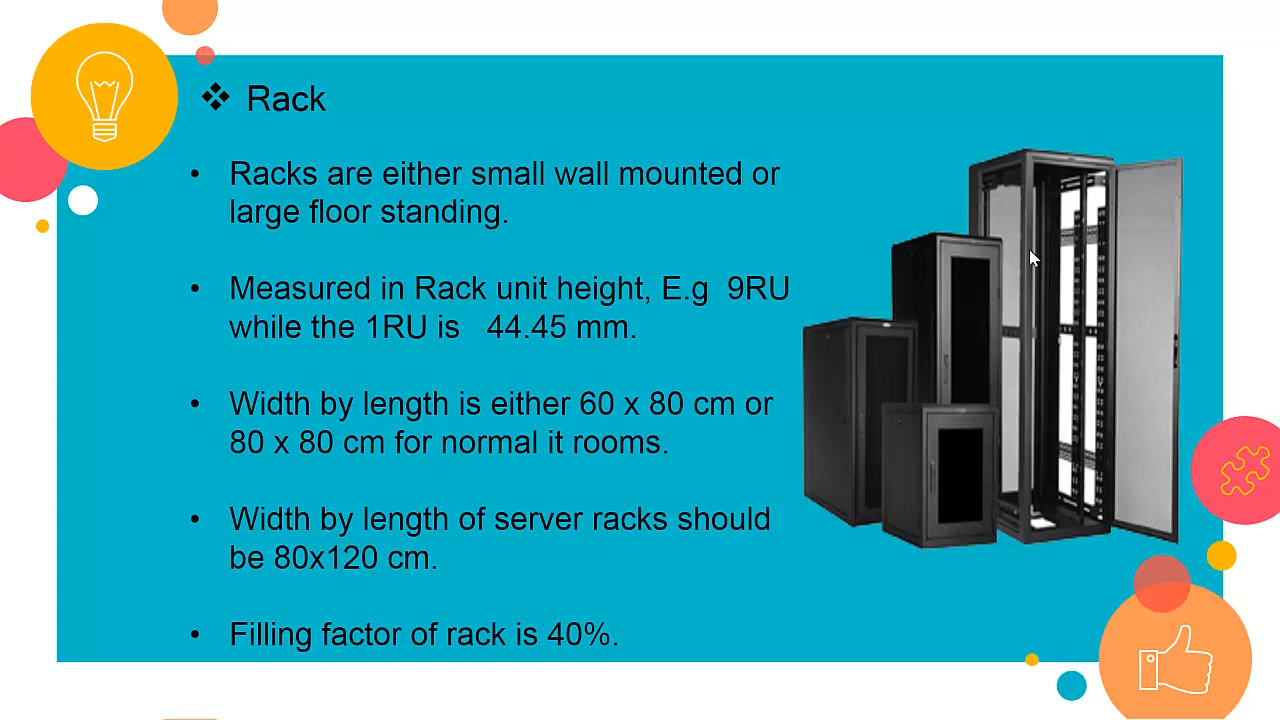 ❖ Rack
• Racks are either small wall mounted or
large floor standing.
• Measured in Rack unit height, E.g  9RU
while the 1RU is   44.45 mm.
• Width by length is either 60 x 80 cm or
80 x 80 cm for normal it rooms.
• Width by length of server racks should
be 80x120 cm.
• Filling factor of rack is 40%.